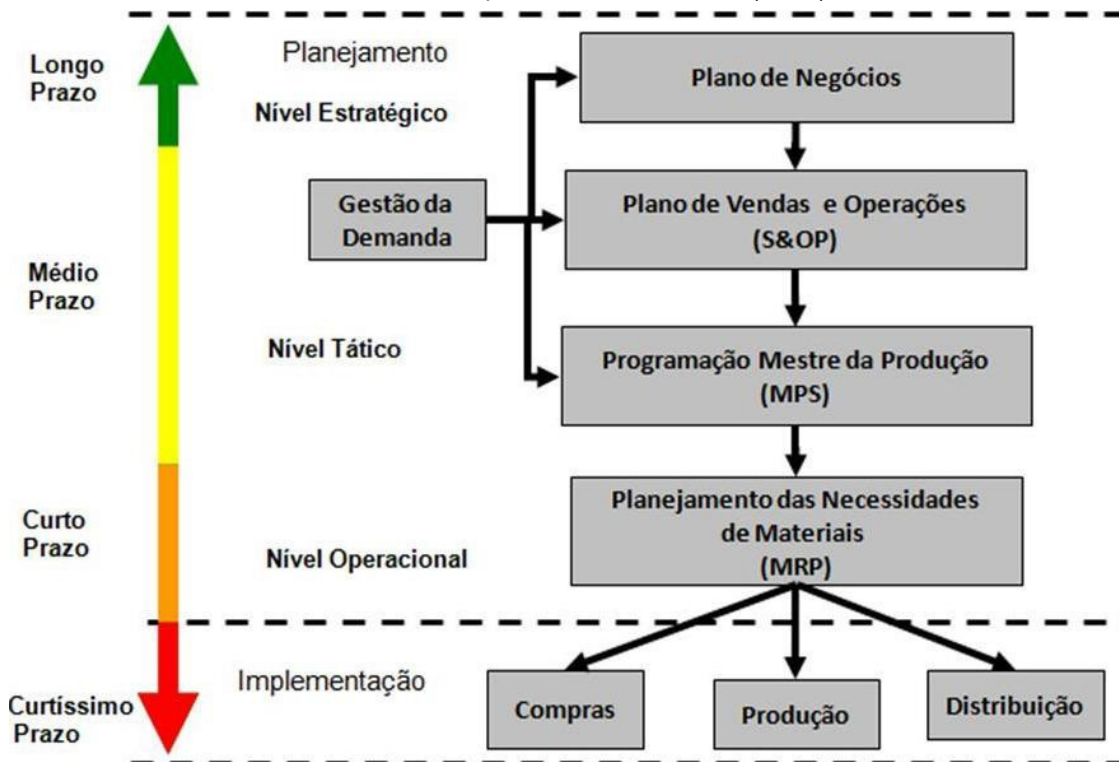 Longo
Prazo
Planejamento
Nível Estratégico
Plano de Negócios
Gestão da
Demanda
Plano de Vendas e Operações
(S&OP)
Médio
Prazo
Nível Tático
Programação Mestre da Produção
(MPS)
Curto
Prazo
Nível Operacional
Planejamento das Necessidades
de Materiais
(MRP)
Implementação
Curtíssimo
Prazo
Compras
Produção
Distribuição